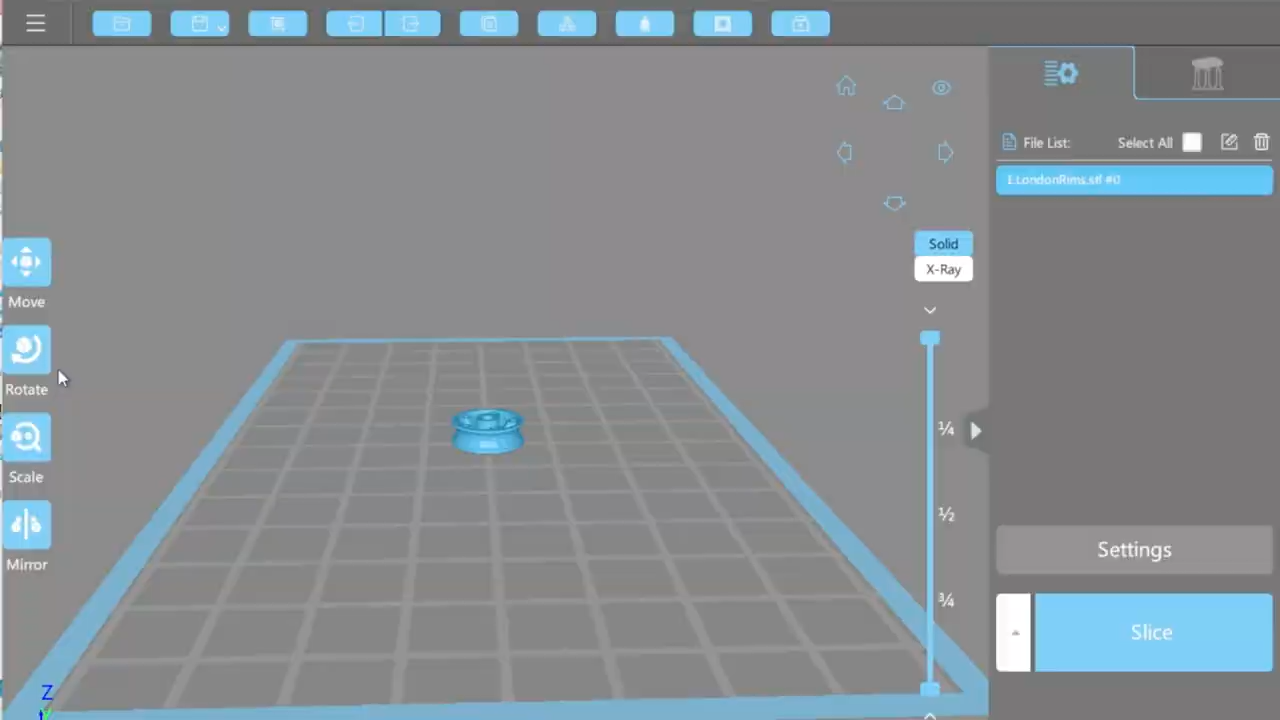 File List:
Select All
LondonRims.stl #0
Solid
X-Ray
Move
Rotate
Scale
Mirror
¼
½
¾
Settings
Slice
Z